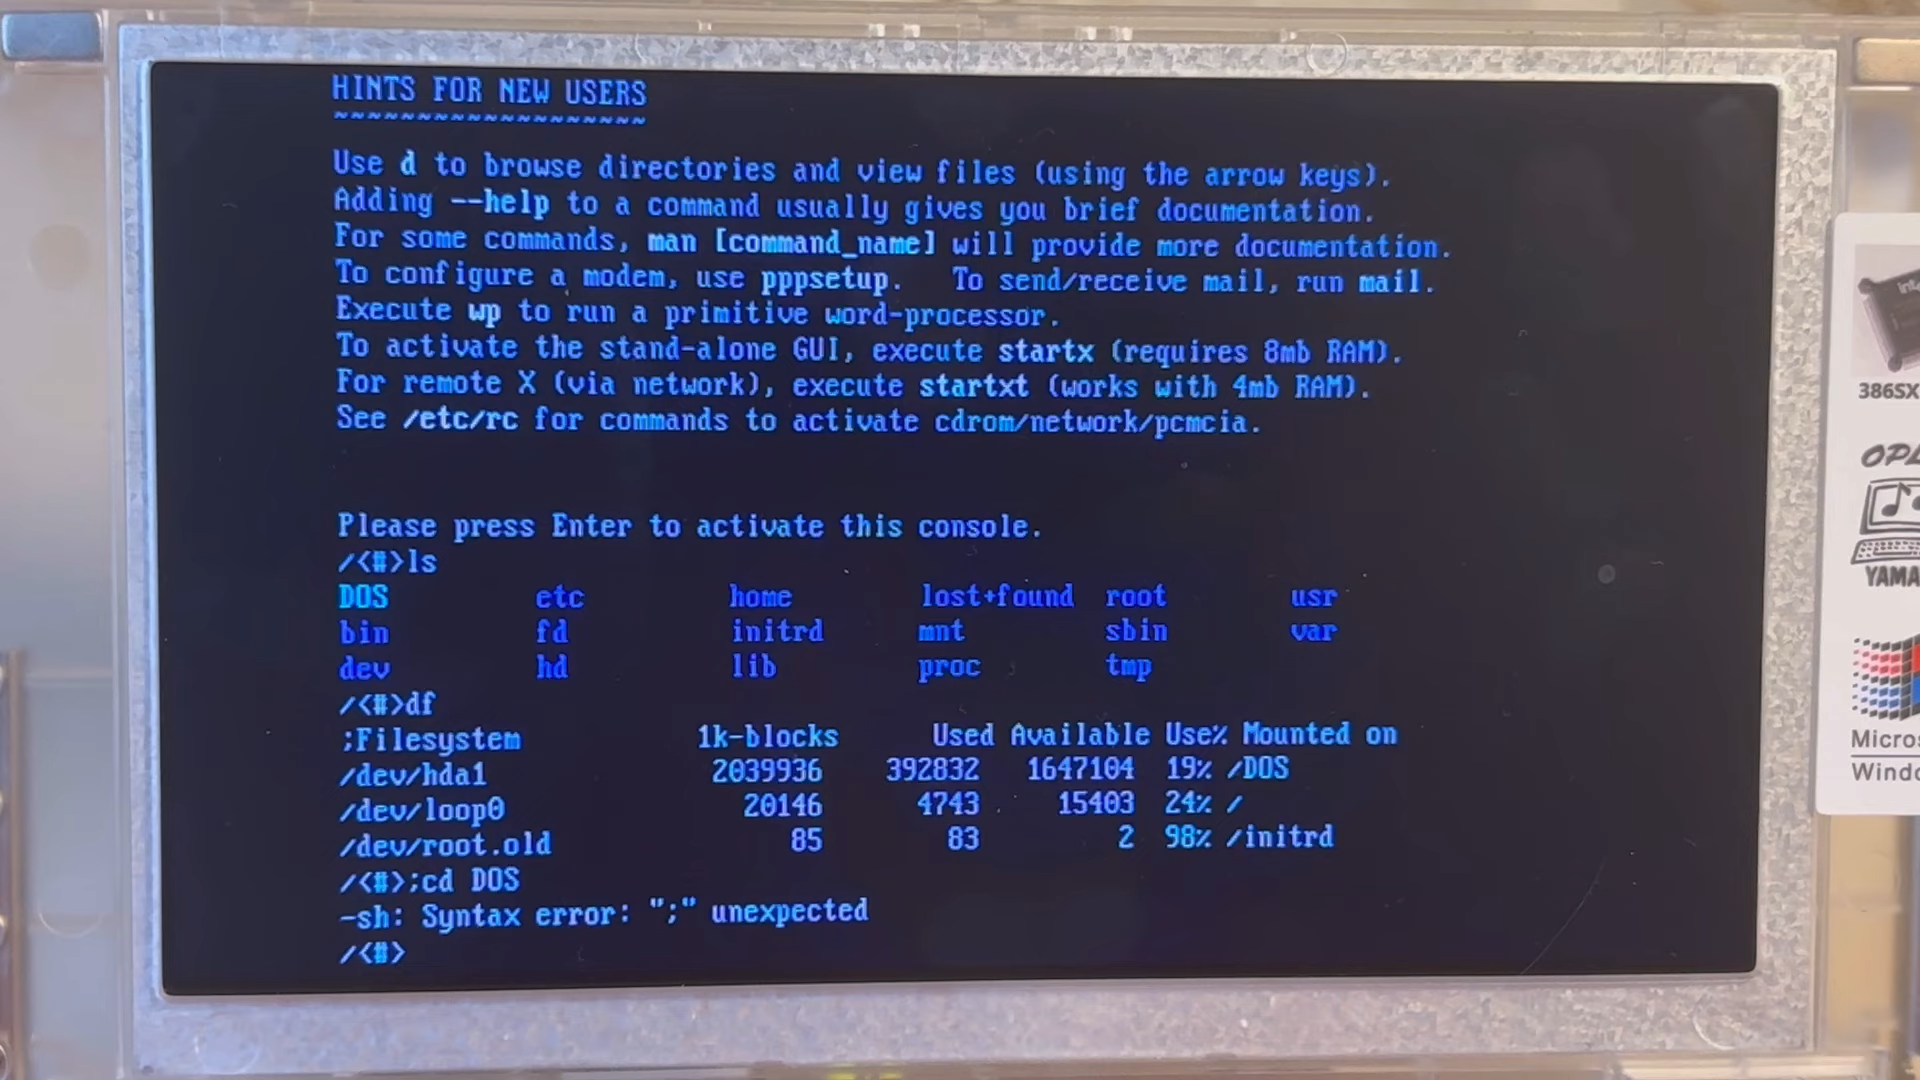 HINTS FOR NEW USERS
~~~~~~~~~~~~~~~~~~~
Use d to browse directories and view files (using the arrow keys).
Adding --help to a command usually gives you brief documentation.
For some commands, man [command_name] will provide more documentation.
To configure a modem, use pppsetup.   To send/receive mail, run mail.
Execute wp to run a primitive word-processor.
To activate the stand-alone GUI, execute startx (requires 8mb RAM).
For remote X (via network), execute startxt (works with 4mb RAM).
See /etc/rc for commands to activate cdrom/network/pcmcia.
Please press Enter to activate this console.
/<#>ls
DOS etc home lost+found root usr
bin fd initrd mnt sbin var
dev hd lib proc tmp
/<#>df
;Filesystem 1k-blocks Used Available Use% Mounted on
/dev/hda1 2039936 392832 1647104 19% /DOS
/dev/loop0 20146 4743 15403 24% /
/dev/root.old 85 83 2 98% /initrd
/<#>;cd DOS
-sh: Syntax error: ";" unexpected
/<#>
386SX